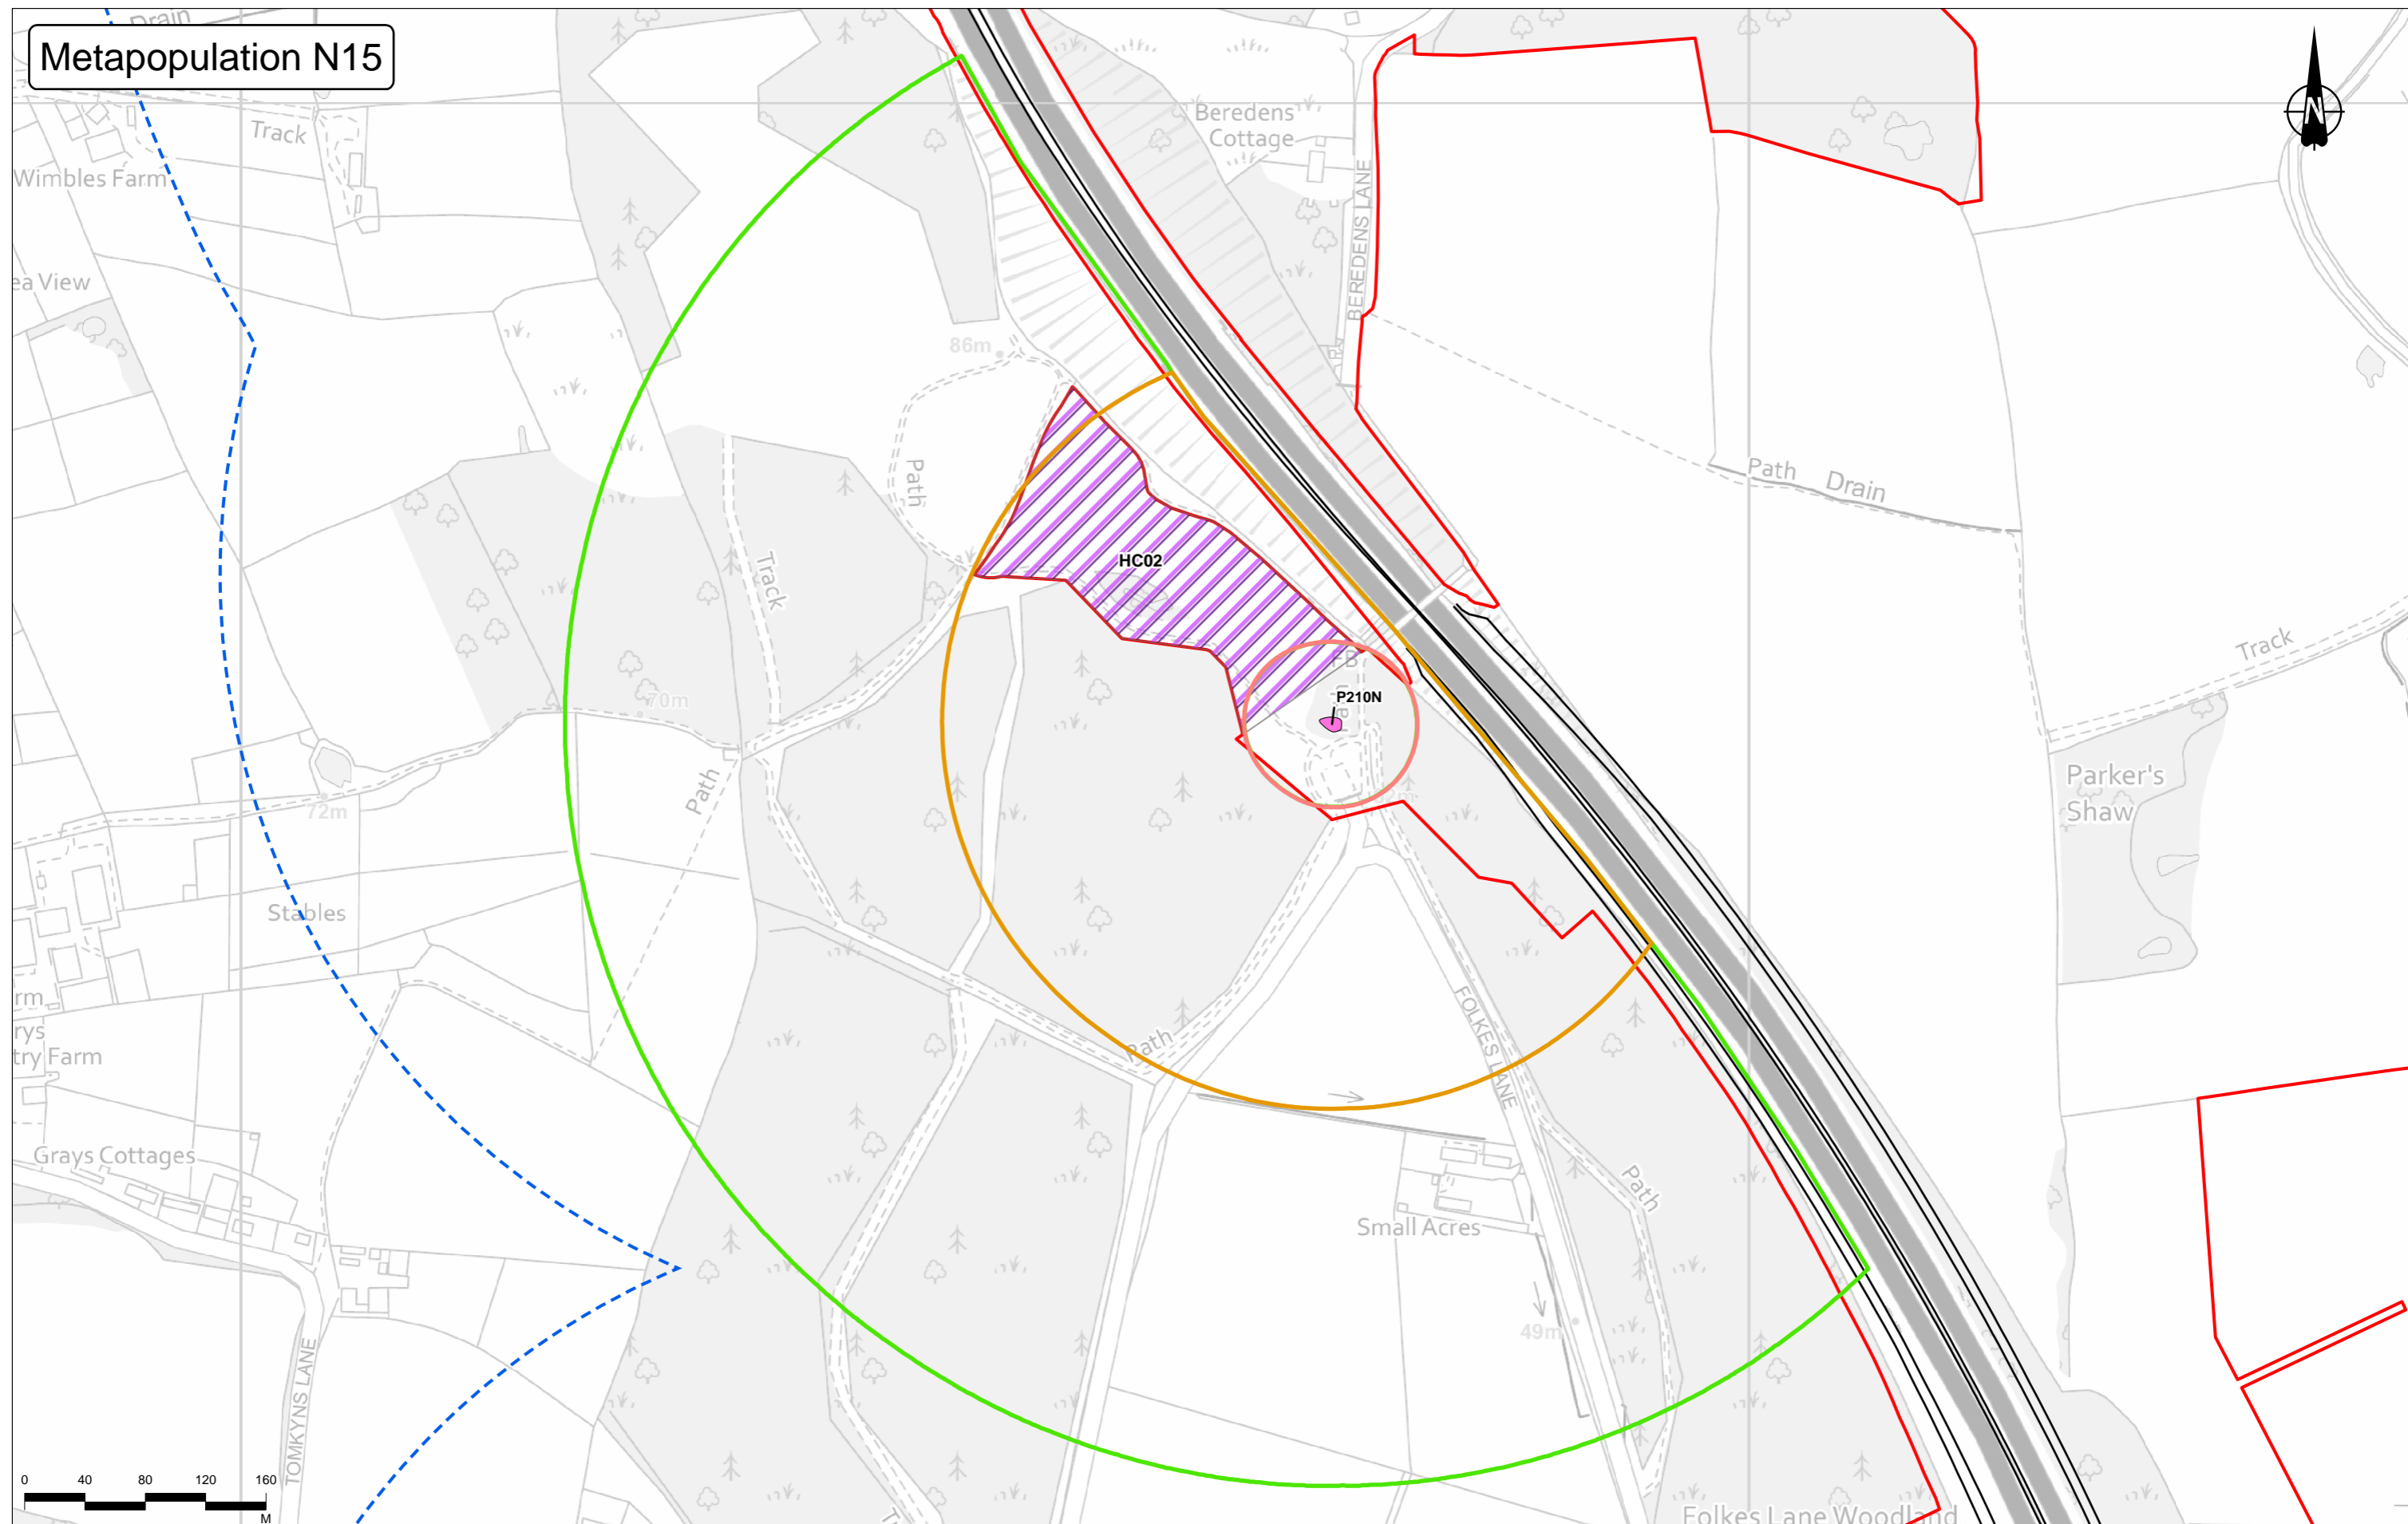 Drain
Metapopulation N15
Track
Wimbles Farm
ea View
Beredens
Cottage
BEREDENS LANE
N
86m
Path
Path
Drain
HC02
Track
FB
P210N
Track
70m
72m
Path
Parker's
Shaw
Stables
rm
rys
try Farm
Path
FOLKES LANE
Grays Cottages
Path
Small Acres
49m
TOMKYNS LANE
0 40 80 120 160
M
Folkes Lane Woodland